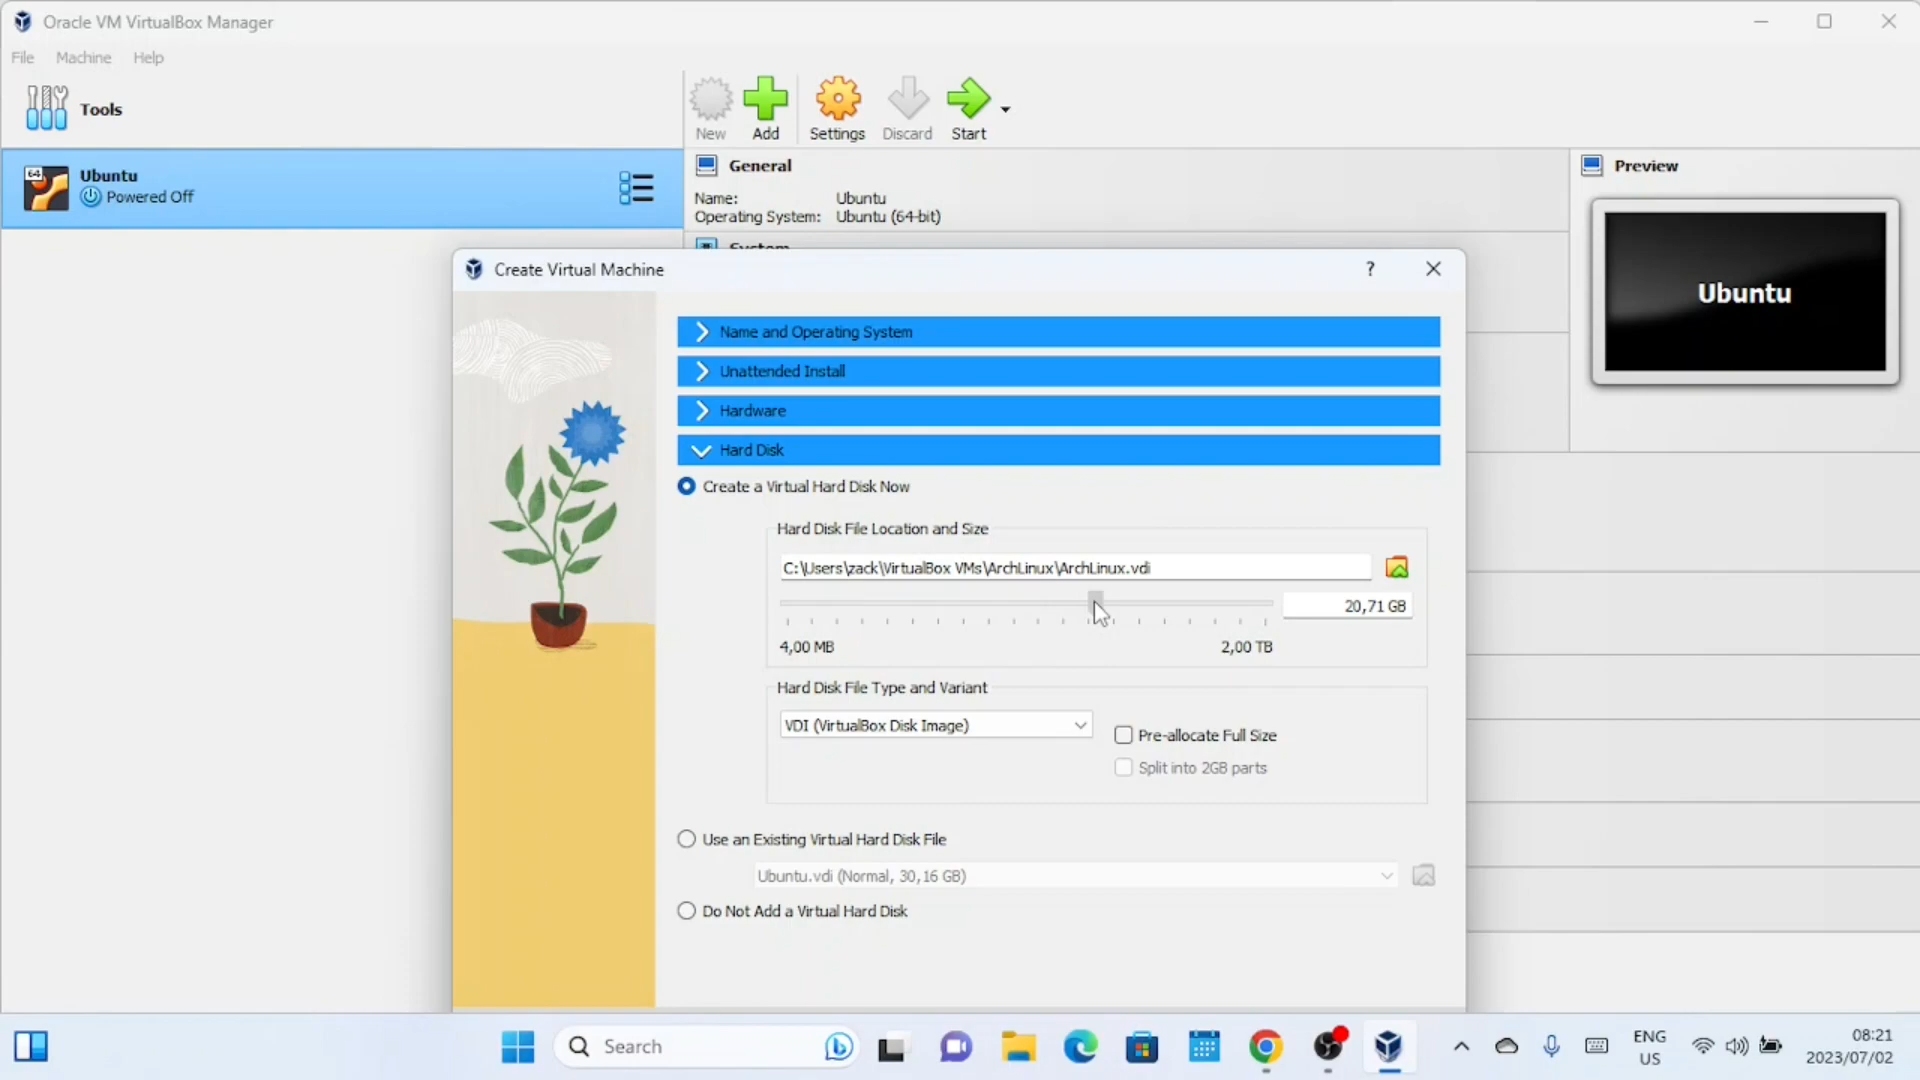 Oracle VM VirtualBox Manager
File Machine Help
Tools
New Add Settings Discard Start
64
Ubuntu
Powered Off
General
Name: Ubuntu
Operating System: Ubuntu (64-bit)
System
Preview
Ubuntu
Create Virtual Machine
?
Name and Operating System
Unattended Install
Hardware
Hard Disk
Create a Virtual Hard Disk Now
Hard Disk File Location and Size
C:\Users\zack\VirtualBox VMs\ArchLinux\ArchLinux.vdi
20,71 GB
4,00 MB 2,00 TB
Hard Disk File Type and Variant
VDI (VirtualBox Disk Image)
Pre-allocate Full Size
Split into 2GB parts
Use an Existing Virtual Hard Disk File
Ubuntu.vdi (Normal, 30,16 GB)
Do Not Add a Virtual Hard Disk
Search
ENG
US
08:21
2023/07/02